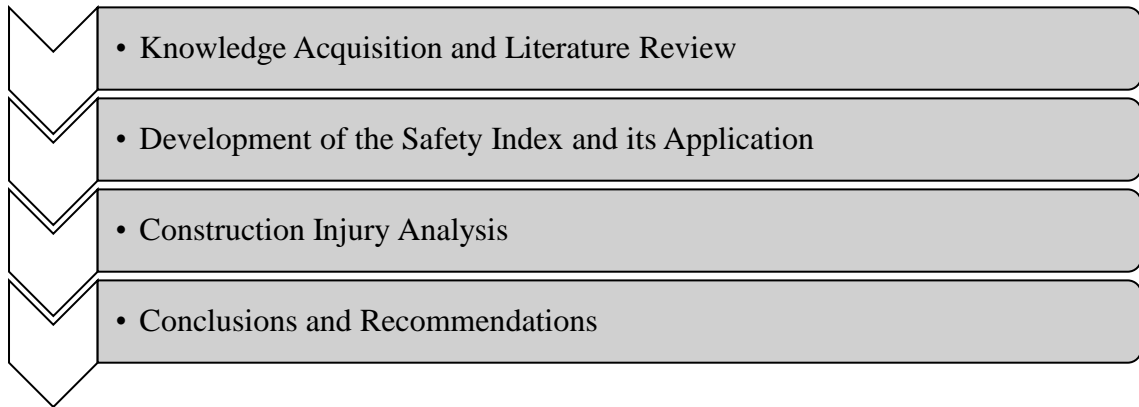 • Knowledge Acquisition and Literature Review
• Development of the Safety Index and its Application
• Construction Injury Analysis
• Conclusions and Recommendations